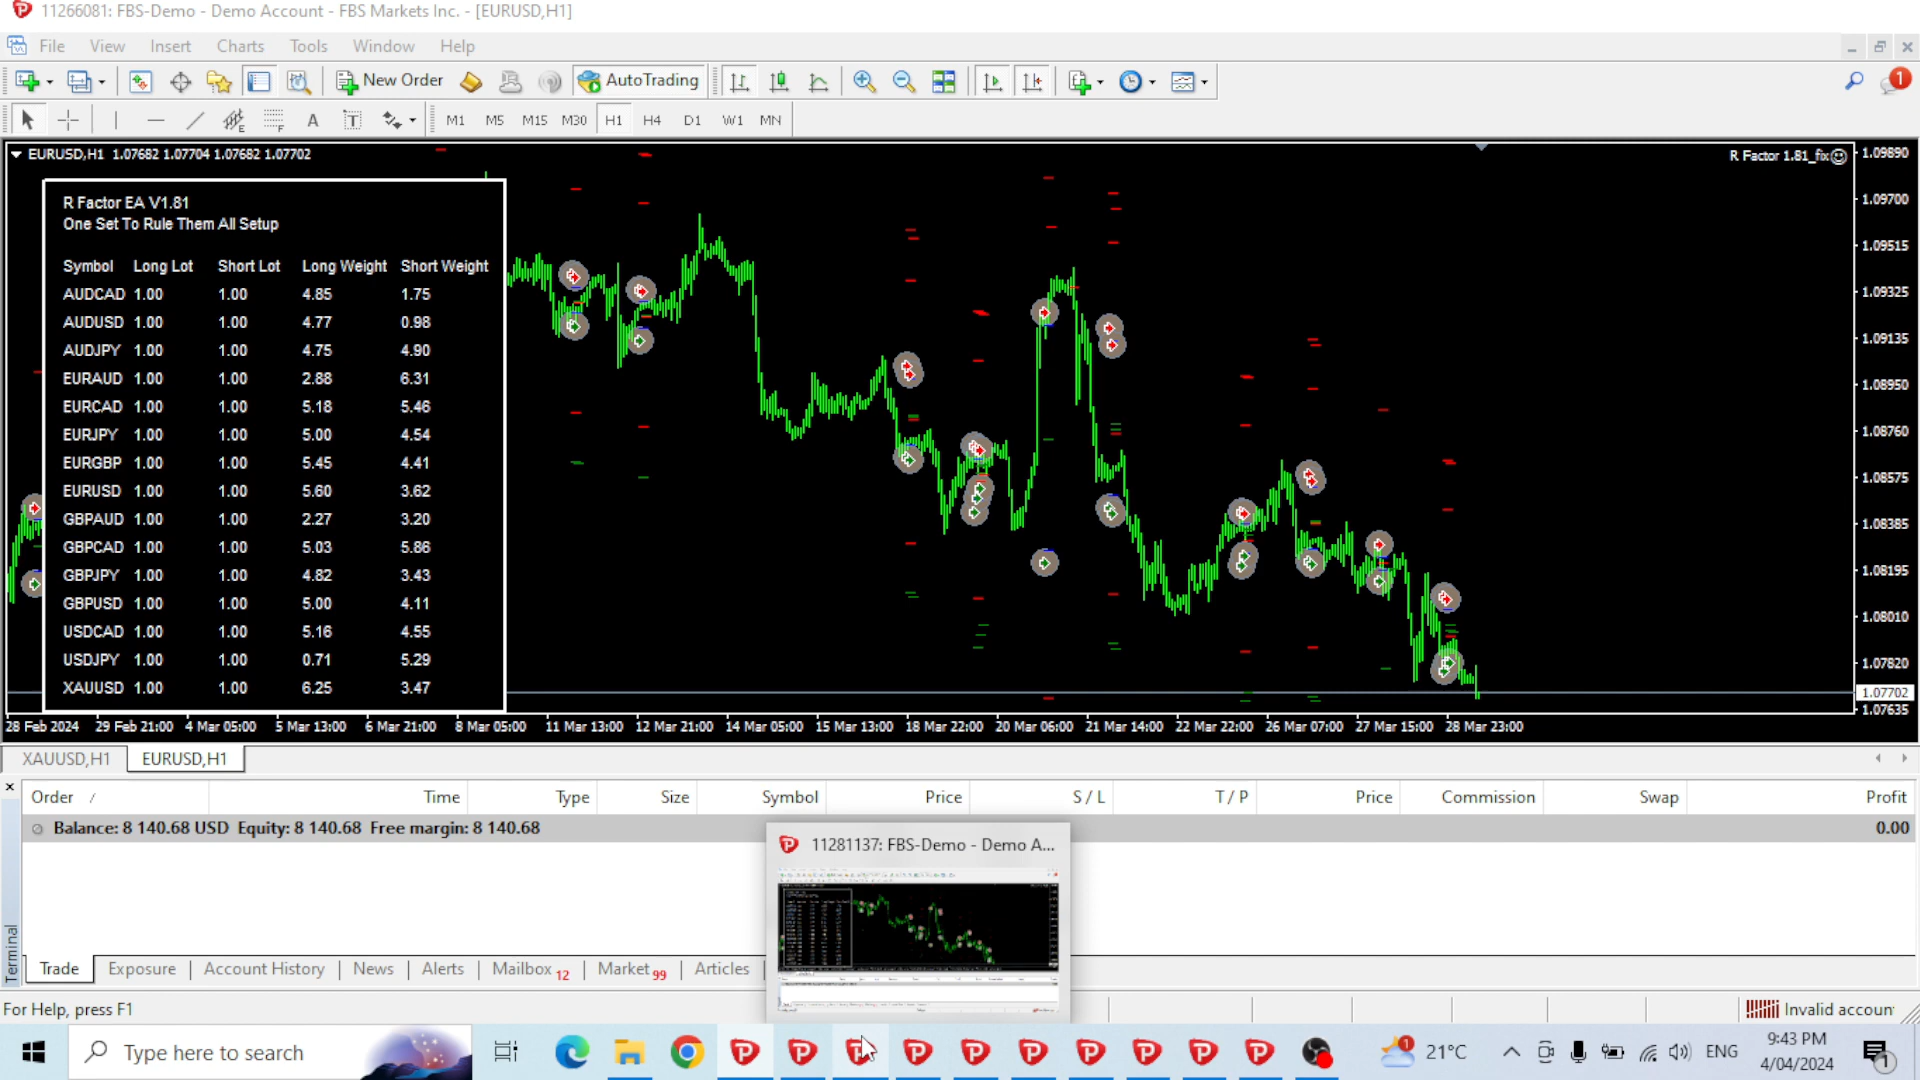 11266081: FBS-Demo - Demo Account - FBS Markets Inc. - [EURUSD,H1]
File View Insert Charts Tools Window Help
New Order AutoTrading 1
A T E F M1 M5 M15 M30 H1 H4 D1 W1 MN
EURUSD,H1 1.07682 1.07704 1.07682 1.07702
R Factor 1.81_fix
R Factor EA V1.81
One Set To Rule Them All Setup
Symbol Long Lot Short Lot Long Weight Short Weight
AUDCAD 1.00 1.00 4.85 1.75
AUDUSD 1.00 1.00 4.77 0.98
AUDJPY 1.00 1.00 4.75 4.90
EURAUD 1.00 1.00 2.88 6.31
EURCAD 1.00 1.00 5.18 5.46
EURJPY 1.00 1.00 5.00 4.54
EURGBP 1.00 1.00 5.45 4.41
EURUSD 1.00 1.00 5.60 3.62
GBPAUD 1.00 1.00 2.27 3.20
GBPCAD 1.00 1.00 5.03 5.86
GBPJPY 1.00 1.00 4.82 3.43
GBPUSD 1.00 1.00 5.00 4.11
USDCAD 1.00 1.00 5.16 4.55
USDJPY 1.00 1.00 0.71 5.29
XAUUSD 1.00 1.00 6.25 3.47
1.09890
1.09700
1.09515
1.09325
1.09135
1.08950
1.08760
1.08575
1.08385
1.08195
1.08010
1.07820
1.07702
1.07635
28 Feb 2024 29 Feb 21:00 4 Mar 05:00 5 Mar 13:00 6 Mar 21:00 8 Mar 05:00 11 Mar 13:00 12 Mar 21:00 14 Mar 05:00 15 Mar 13:00 18 Mar 22:00 20 Mar 06:00 21 Mar 14:00 22 Mar 22:00 26 Mar 07:00 27 Mar 15:00 28 Mar 23:00
XAUUSD,H1 EURUSD,H1
Order / Time Type Size Symbol Price S / L T / P Price Commission Swap Profit
Balance: 8 140.68 USD Equity: 8 140.68 Free margin: 8 140.68 0.00
11281137: FBS-Demo - Demo A...
Terminal
Trade Exposure Account History News Alerts Mailbox 12 Market 99 Articles
For Help, press F1 Invalid accoun
Type here to search 1 21°C ENG 9:43 PM
4/04/2024 1